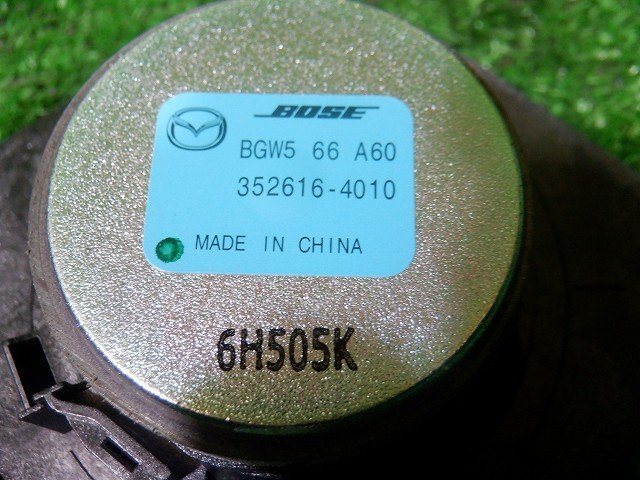 BOSE
BGW5 66 A60
352616-4010
MADE IN CHINA
6H505K